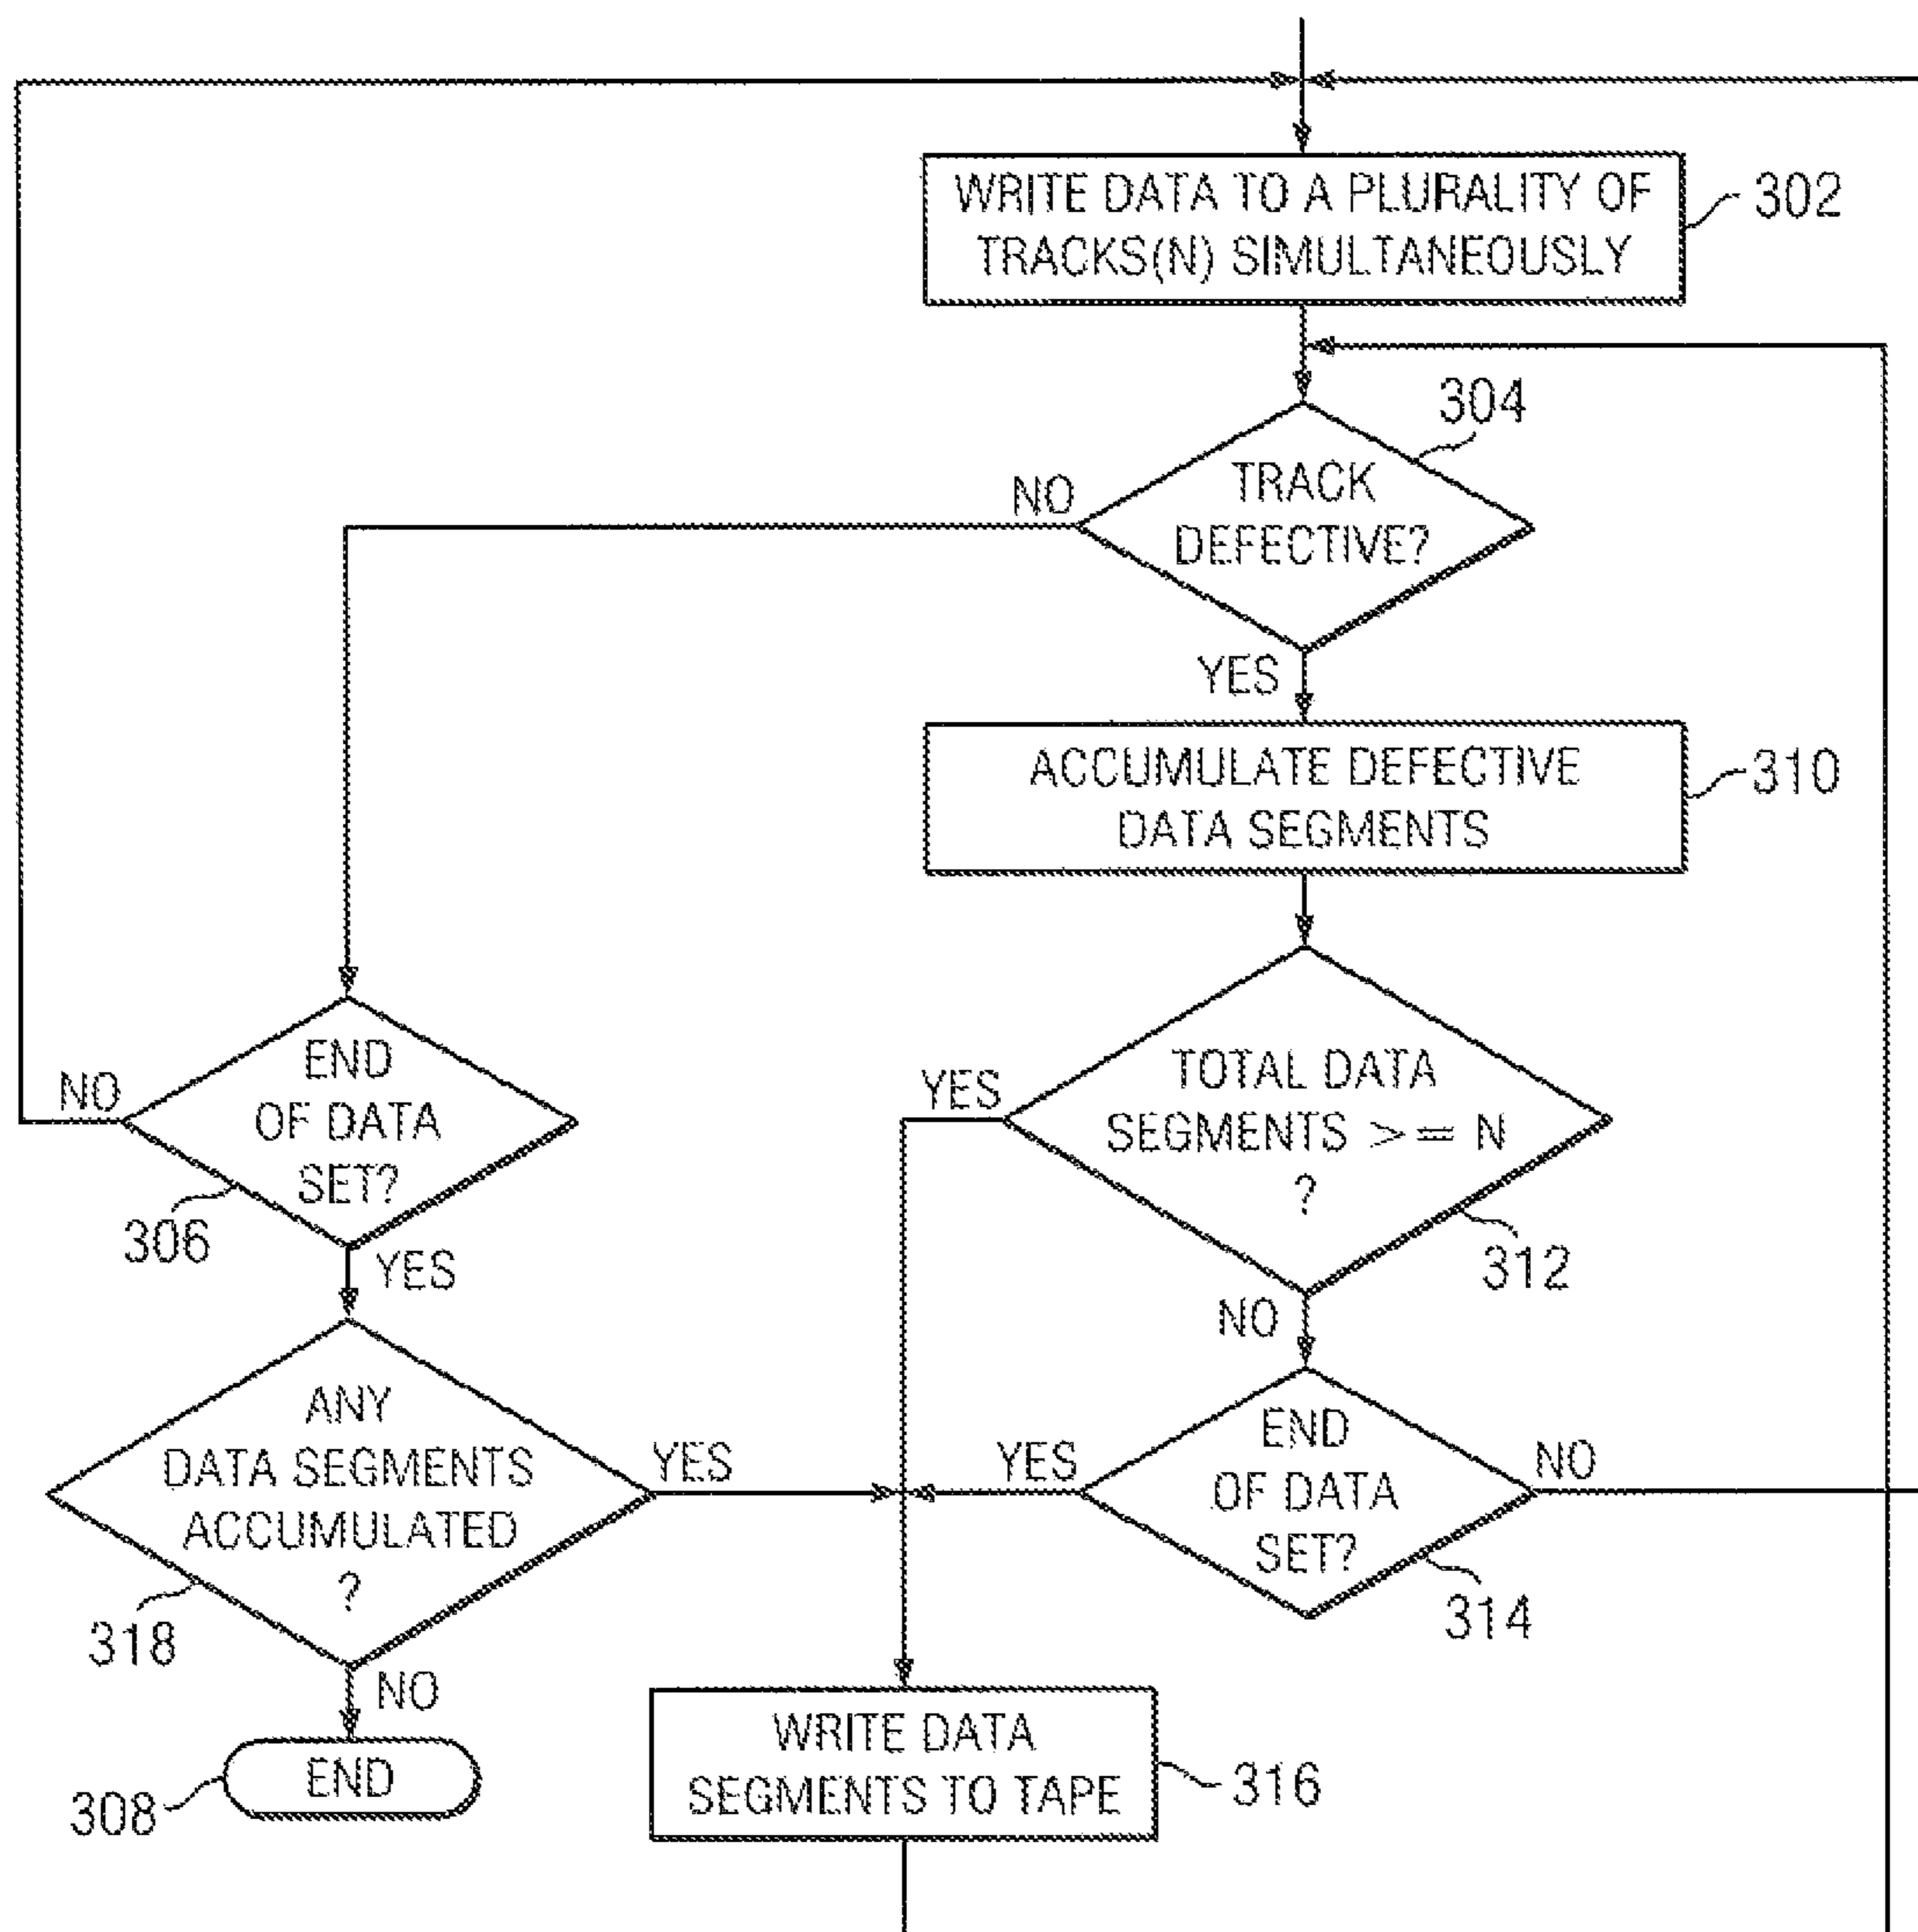 WRITE DATA TO A PLURALITY OF
TRACKS(N) SIMULTANEOUSLY
302
304
TRACK
DEFECTIVE?
NO
YES
ACCUMULATE DEFECTIVE
DATA SEGMENTS
310
END
OF DATA
SET?
NO
306
YES
TOTAL DATA
SEGMENTS >= N
?
YES
312
NO
ANY
DATA SEGMENTS
ACCUMULATED
?
YES
318
NO
END
OF DATA
SET?
YES
NO
314
END
308
WRITE DATA
SEGMENTS TO TAPE
316